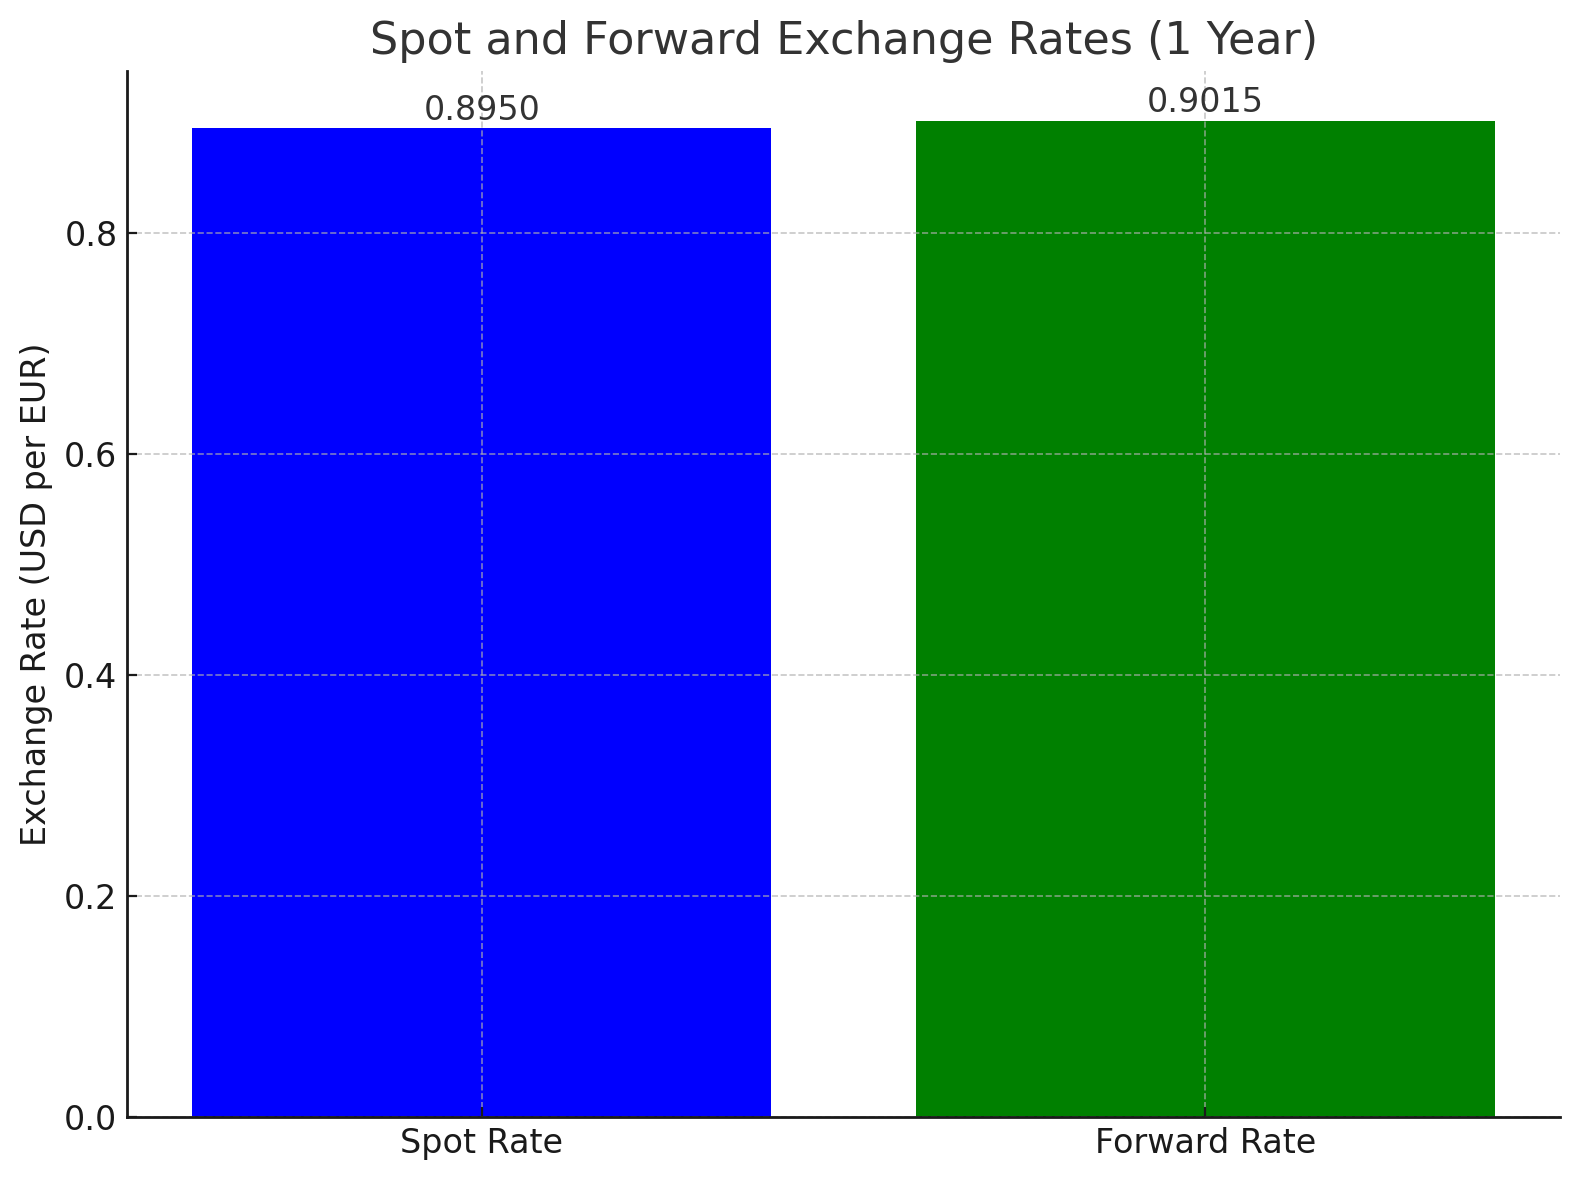 Spot and Forward Exchange Rates (1 Year)
0.8950
0.9015
Exchange Rate (USD per EUR)
0.8
0.6
0.4
0.2
0.0
Spot Rate
Forward Rate